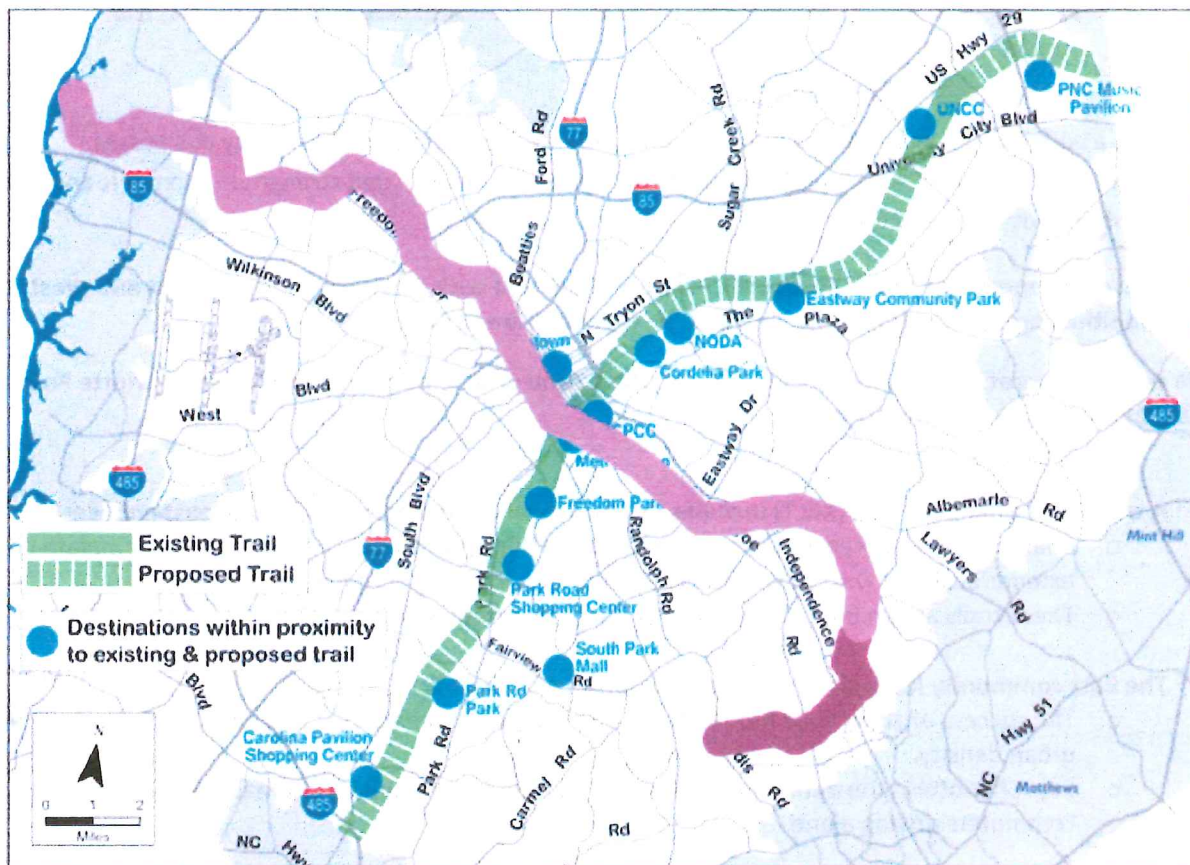 US Hwy 29
PNC Music
Pavilion
UNCC
University City Blvd
77
Ford Rd
Beatties
Sugar Creek Rd
85
85
Freedom
Dr
Wilkinson Blvd
N Tryon St
Eastway Community Park
The Plaza
NODA
Cordelia Park
West Blvd
CPCC
Eastway Dr
485
485
South Blvd
Freedom Park
Albemarle Rd
Mint Hill
Lawyers Rd
Existing Trail
Proposed Trail
77
Randolph Rd
Independence
Park Road
Shopping Center
Destinations within proximity
to existing & proposed trail
Fairview Rd
South Park
Mall
Rd
Park Rd
Park
Blvd
Hwy 51
NC
Carolina Pavilion
Shopping Center
Park Rd
Carmel Rd
Rd
Matthews
N
0 1 2
Miles
485
NC Hwy
Rd